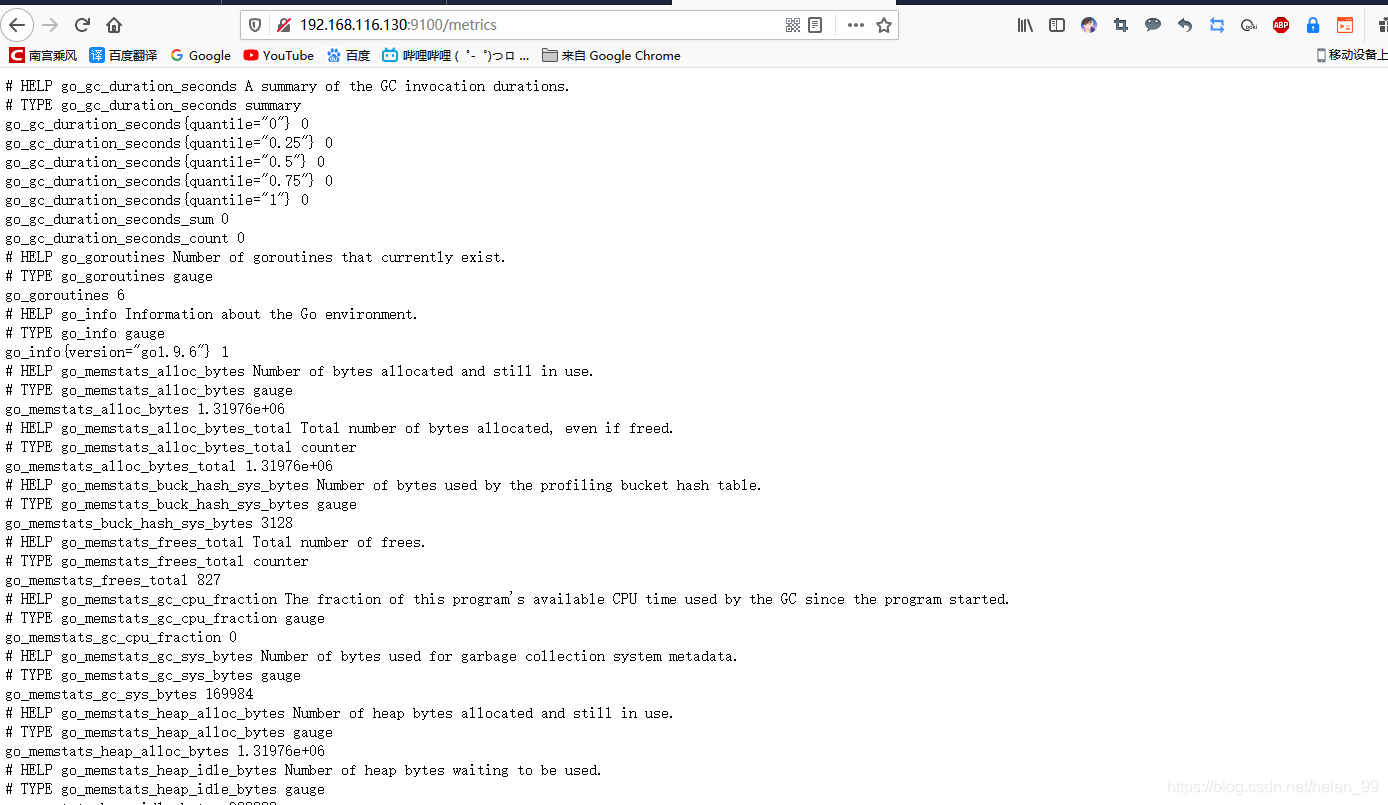 192.168.116.130:9100/metrics
ABP
南宫乘风 译 百度翻译 Google YouTube 百度 哔哩哔哩 ( ゜- ゜)つロ ... 来自 Google Chrome 移动设备上
# HELP go_gc_duration_seconds A summary of the GC invocation durations.
# TYPE go_gc_duration_seconds summary
go_gc_duration_seconds{quantile="0"} 0
go_gc_duration_seconds{quantile="0.25"} 0
go_gc_duration_seconds{quantile="0.5"} 0
go_gc_duration_seconds{quantile="0.75"} 0
go_gc_duration_seconds{quantile="1"} 0
go_gc_duration_seconds_sum 0
go_gc_duration_seconds_count 0
# HELP go_goroutines Number of goroutines that currently exist.
# TYPE go_goroutines gauge
go_goroutines 6
# HELP go_info Information about the Go environment.
# TYPE go_info gauge
go_info{version="go1.9.6"} 1
# HELP go_memstats_alloc_bytes Number of bytes allocated and still in use.
# TYPE go_memstats_alloc_bytes gauge
go_memstats_alloc_bytes 1.31976e+06
# HELP go_memstats_alloc_bytes_total Total number of bytes allocated, even if freed.
# TYPE go_memstats_alloc_bytes_total counter
go_memstats_alloc_bytes_total 1.31976e+06
# HELP go_memstats_buck_hash_sys_bytes Number of bytes used by the profiling bucket hash table.
# TYPE go_memstats_buck_hash_sys_bytes gauge
go_memstats_buck_hash_sys_bytes 3128
# HELP go_memstats_frees_total Total number of frees.
# TYPE go_memstats_frees_total counter
go_memstats_frees_total 827
# HELP go_memstats_gc_cpu_fraction The fraction of this program's available CPU time used by the GC since the program started.
# TYPE go_memstats_gc_cpu_fraction gauge
go_memstats_gc_cpu_fraction 0
# HELP go_memstats_gc_sys_bytes Number of bytes used for garbage collection system metadata.
# TYPE go_memstats_gc_sys_bytes gauge
go_memstats_gc_sys_bytes 169984
# HELP go_memstats_heap_alloc_bytes Number of heap bytes allocated and still in use.
# TYPE go_memstats_heap_alloc_bytes gauge
go_memstats_heap_alloc_bytes 1.31976e+06
# HELP go_memstats_heap_idle_bytes Number of heap bytes waiting to be used.
# TYPE go_memstats_heap_idle_bytes gauge
https://blog.csdn.net/heian_99